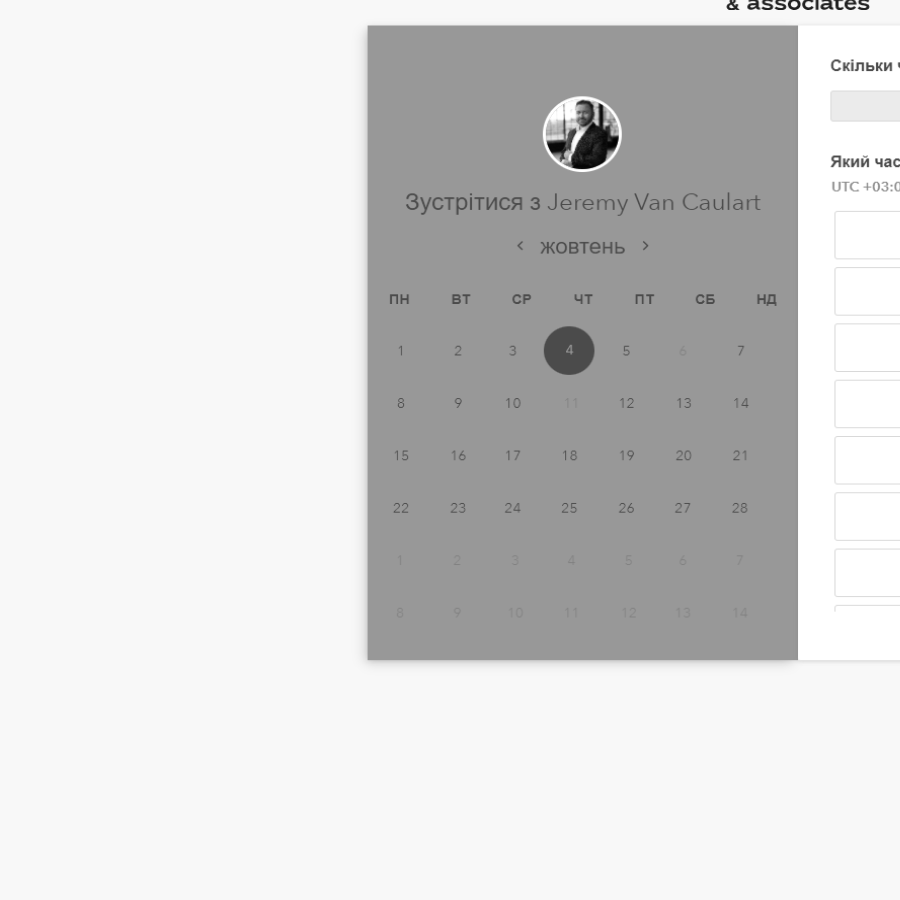 & associates
Зустрітися з Jeremy Van Caulart
жовтень
ПН ВТ СР ЧТ ПТ СБ НД
1 2 3 4 5 6 7
8 9 10 11 12 13 14
15 16 17 18 19 20 21
22 23 24 25 26 27 28
1 2 3 4 5 6 7
8 9 10 11 12 13 14
Скільки
Який час
UTC +03:0